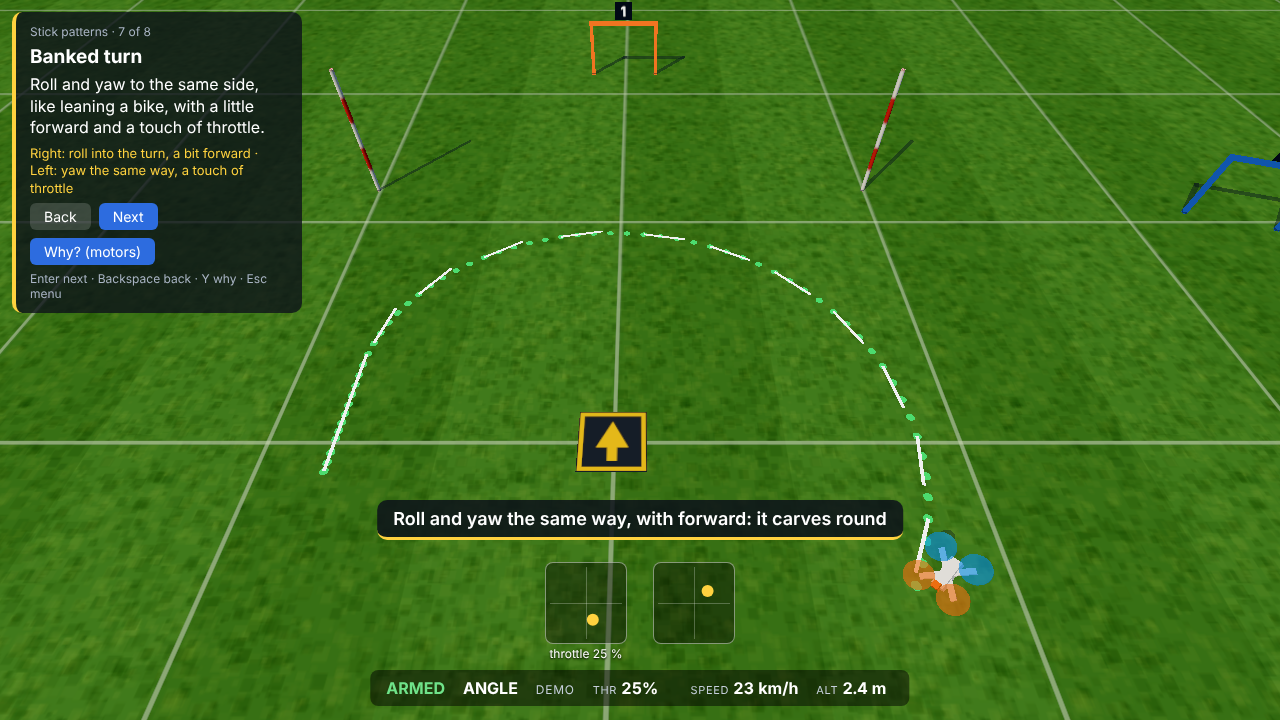 Stick patterns · 7 of 8
Banked turn
Roll and yaw to the same side,
like leaning a bike, with a little
forward and a touch of throttle.
Right: roll into the turn, a bit forward ·
Left: yaw the same way, a touch of
throttle
Back Next
Why? (motors)
Enter next · Backspace back · Y why · Esc
menu
1
Roll and yaw the same way, with forward: it carves round
throttle 25 %
ARMED ANGLE DEMO THR 25% SPEED 23 km/h ALT 2.4 m